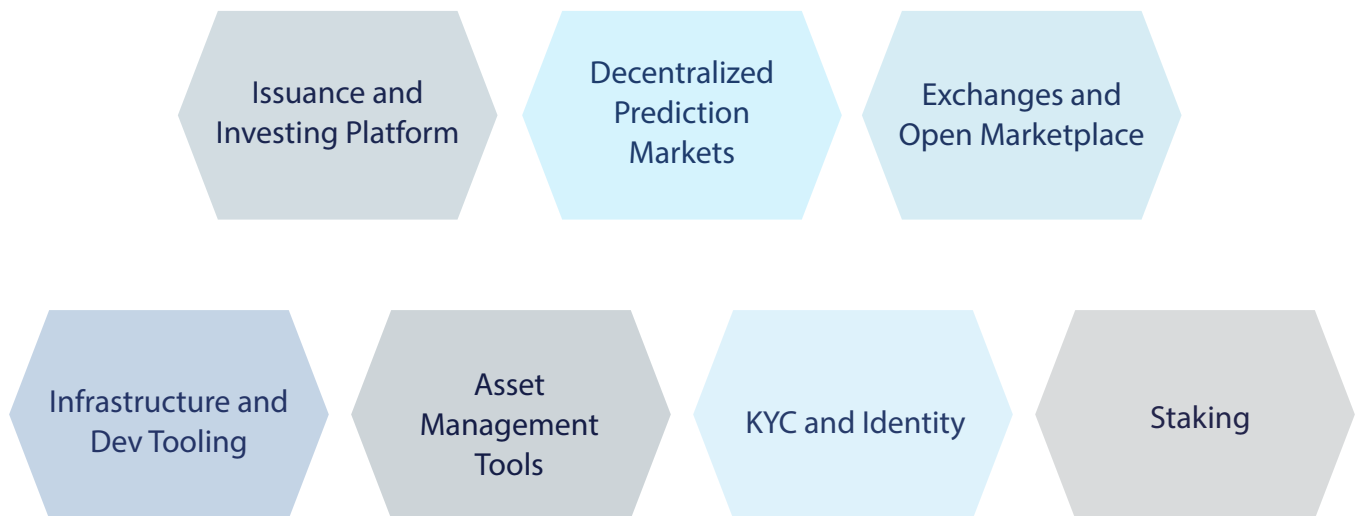 Issuance and
Investing Platform
Decentralized
Prediction
Markets
Exchanges and
Open Marketplace
Infrastructure and
Dev Tooling
Asset
Management
Tools
KYC and Identity
Staking